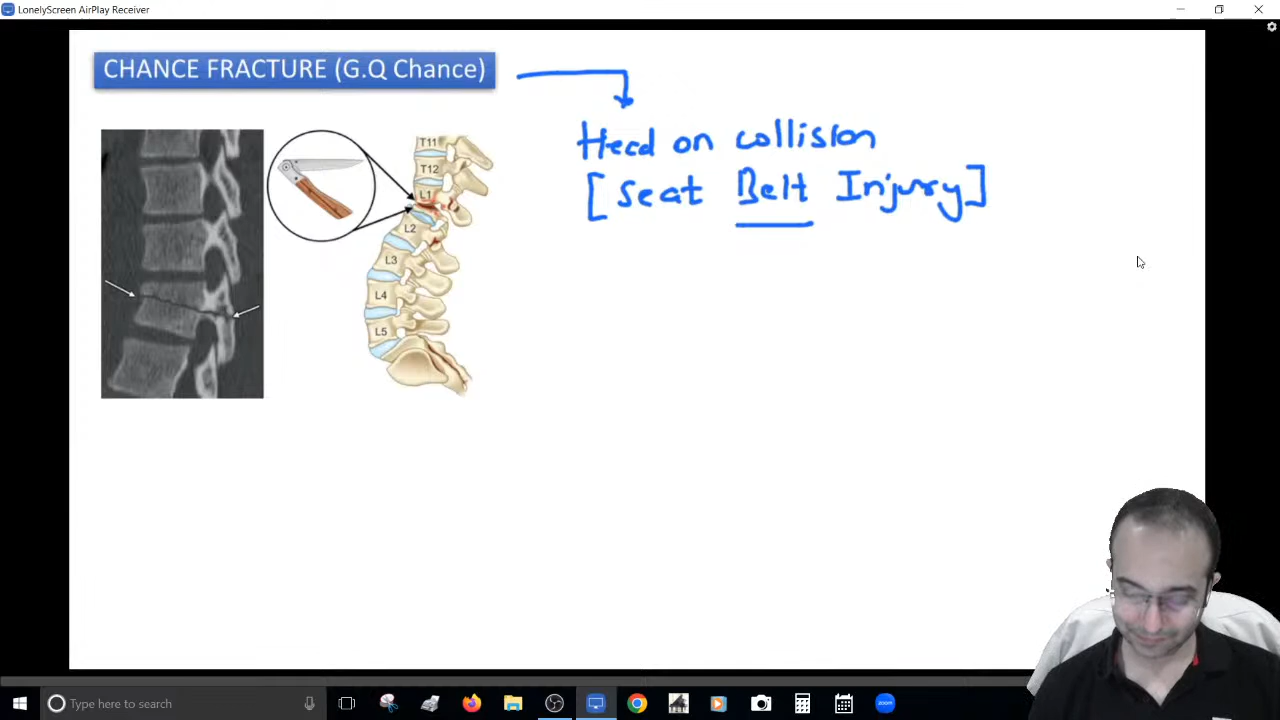 LonelyScreen AirPlay Receiver
CHANCE FRACTURE (G.Q Chance)
Head on collision
[Seat Belt Injury]
T11
T12
L1
L2
L3
L4
L5
Type here to search
zoom